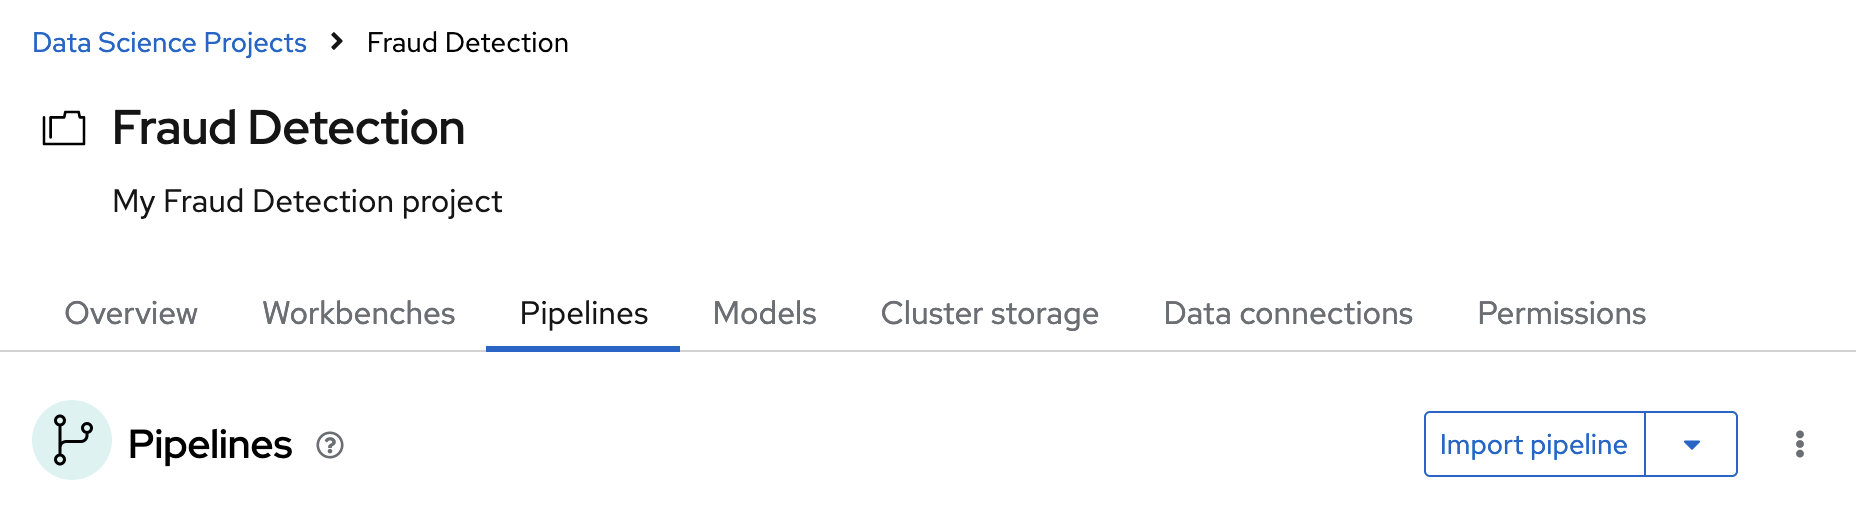 Data Science Projects > Fraud Detection
Fraud Detection
My Fraud Detection project
Overview Workbenches Pipelines Models Cluster storage Data connections Permissions
Pipelines ? Import pipeline